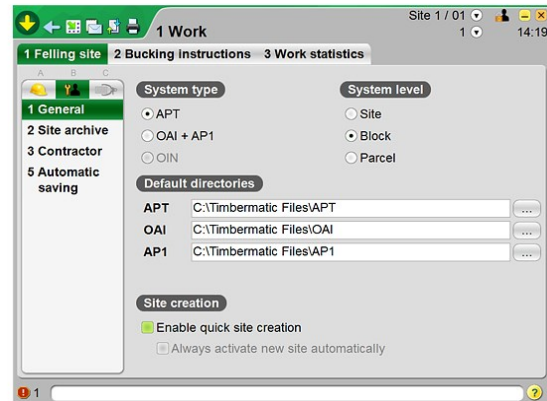 1 Work
Site 1 / 01
1
14:19
1 Felling site 2 Bucking instructions 3 Work statistics
A B C
1 General
2 Site archive
3 Contractor
5 Automatic
saving
System type
APT
OAI + AP1
OIN
System level
Site
Block
Parcel
Default directories
APT C:\Timbermatic Files\APT ...
OAI C:\Timbermatic Files\OAI ...
AP1 C:\Timbermatic Files\AP1 ...
Site creation
Enable quick site creation
Always activate new site automatically
1
?